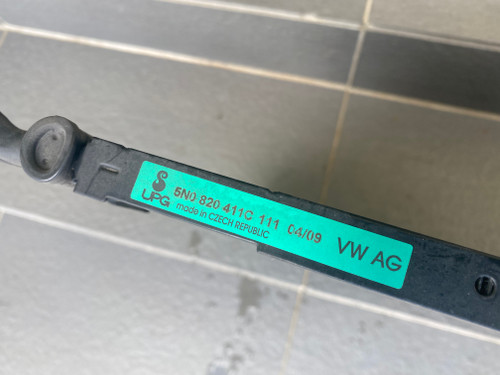 5N0 820 411C 111 04/09
UPG made in CZECH REPUBLIC
VW AG